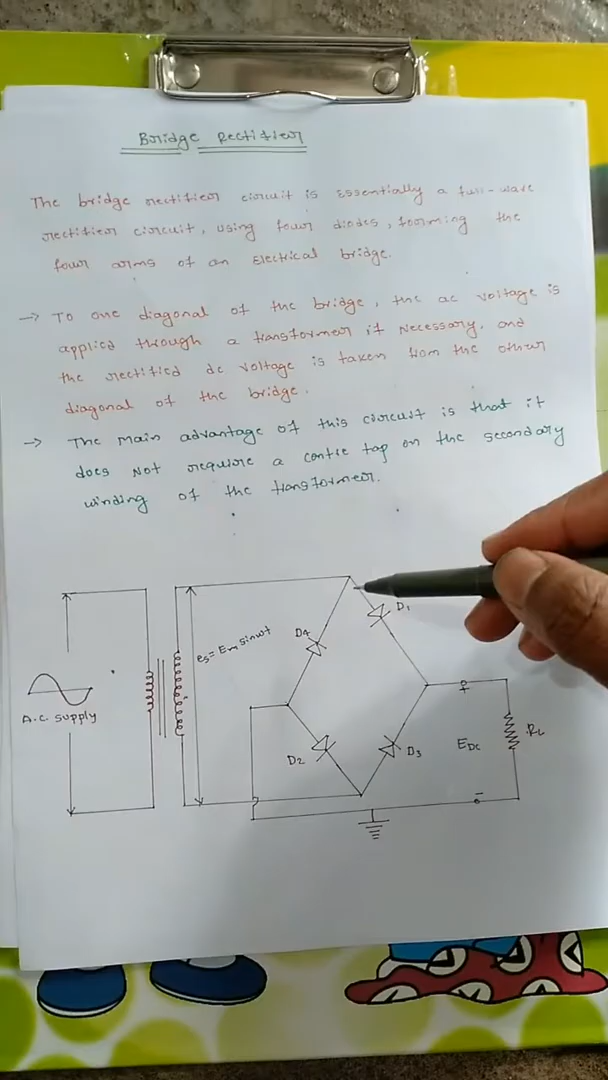 Bridge Rectifier
The bridge rectifier circuit is essentially a full-wave
rectifier circuit, using four diodes, forming the
four arms of an Electrical bridge.
→ To one diagonal of the bridge, the ac voltage is
applied through a transformer if necessary, and
the rectified dc voltage is taken from the other
diagonal of the bridge.
→ The main advantage of this circuit is that it
does not require a centre tap on the secondary
winding of the transformer.
D1
es = Em sinωt
D4
A.C. supply
+
RL
EDC
D2
D3
-